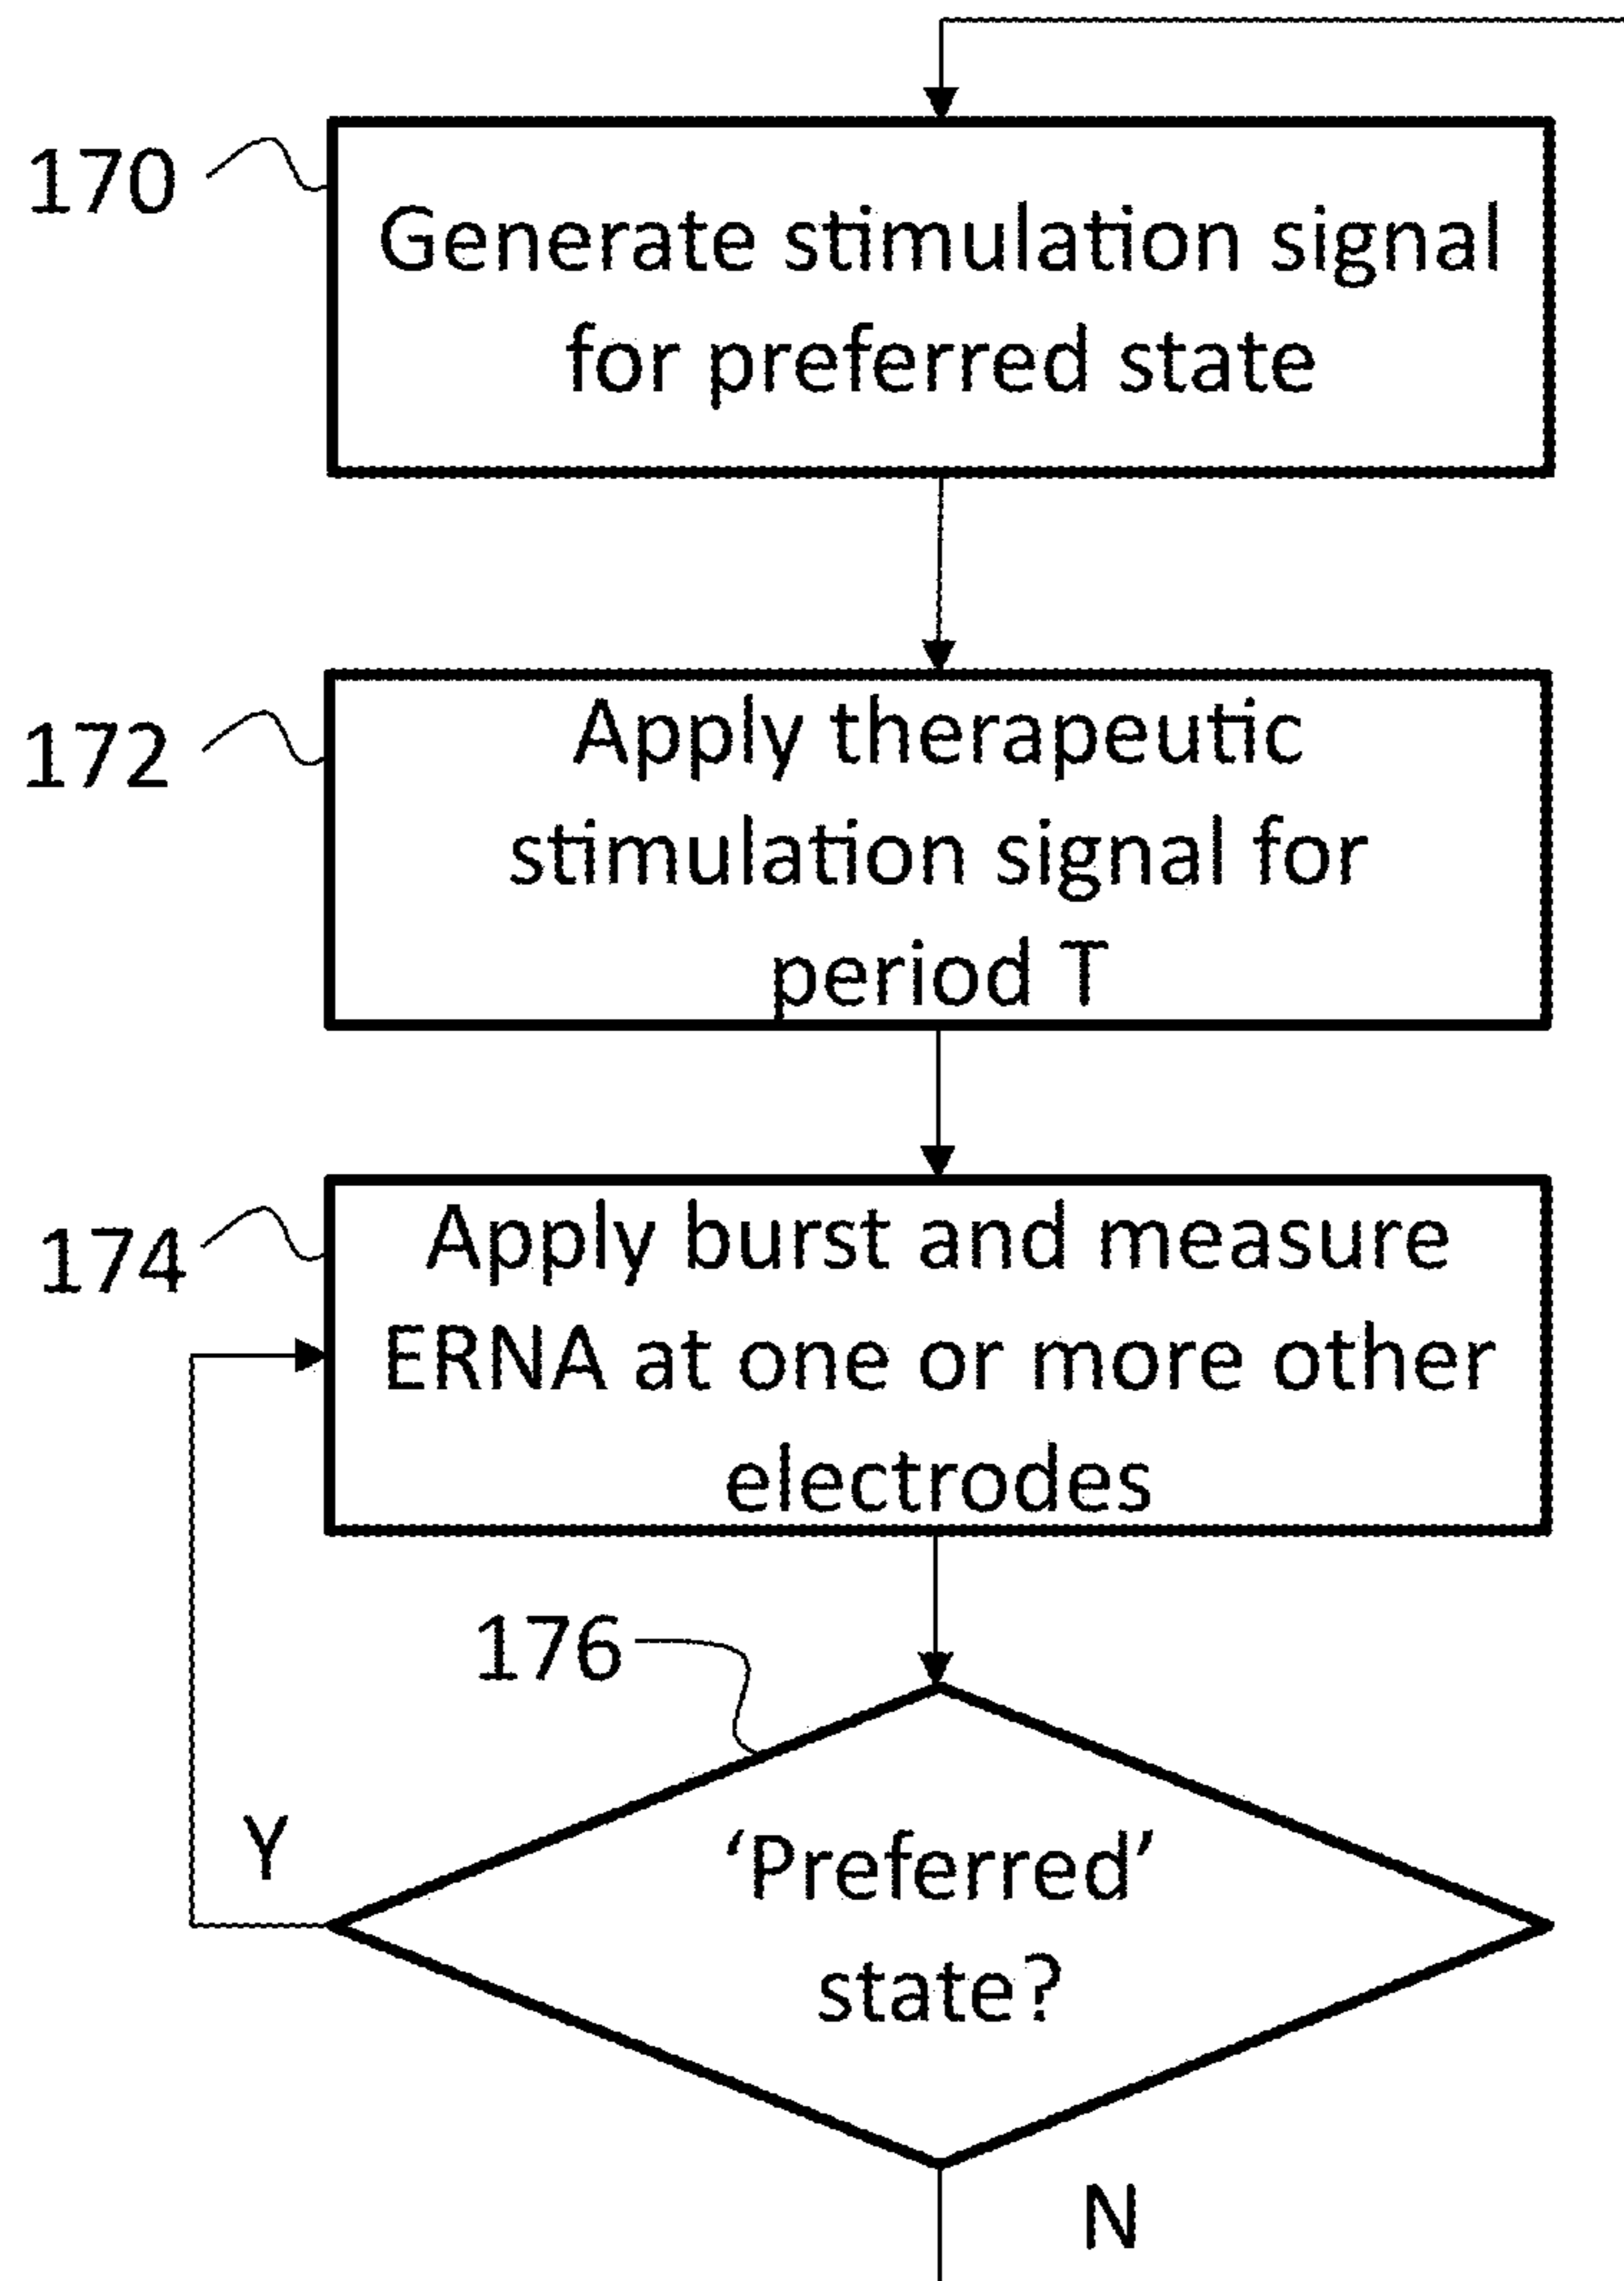 170
Generate stimulation signal
for preferred state
172
Apply therapeutic
stimulation signal for
period T
174
Apply burst and measure
ERNA at one or more other
electrodes
176
Y
‘Preferred’
state?
N